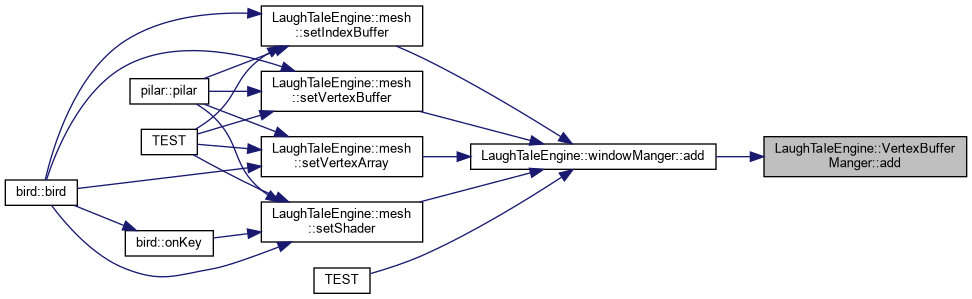 LaughTaleEngine::mesh
::setIndexBuffer
pilar::pilar
LaughTaleEngine::mesh
::setVertexBuffer
TEST
LaughTaleEngine::mesh
::setVertexArray
LaughTaleEngine::windowManger::add
LaughTaleEngine::VertexBuffer
Manger::add
bird::bird
LaughTaleEngine::mesh
::setShader
bird::onKey
TEST